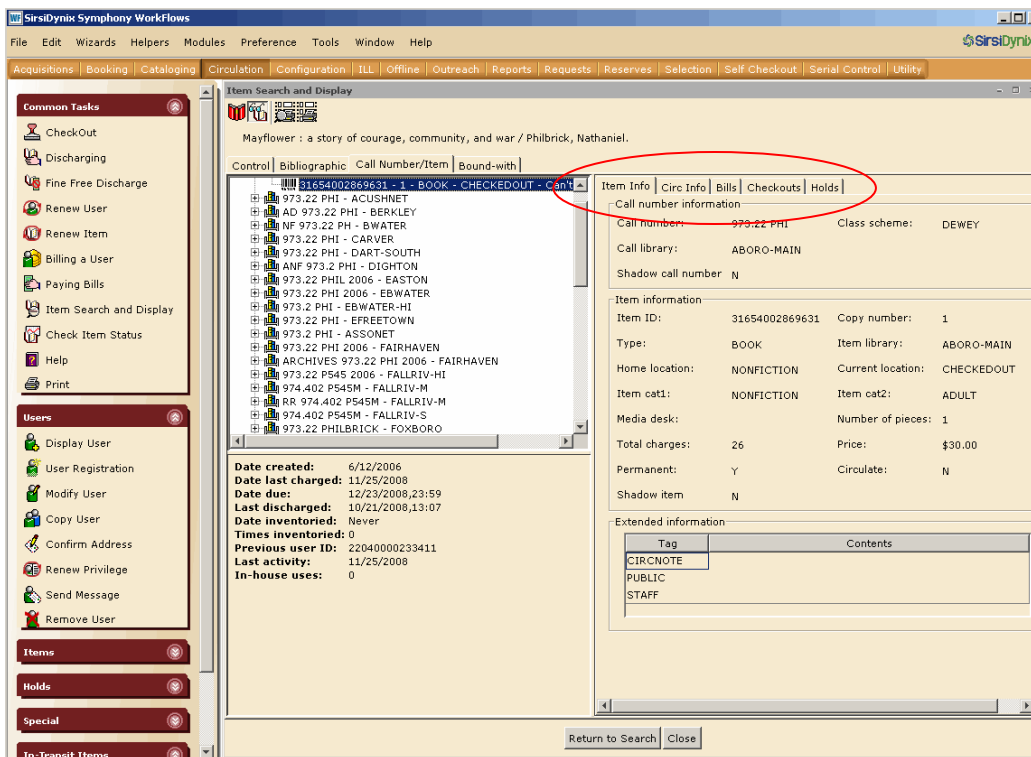 WF SirsiDynix Symphony WorkFlows
File Edit Wizards Helpers Modules Preference Tools Window Help
SirsiDynix
Acquisitions Booking Cataloging Circulation Configuration ILL Offline Outreach Reports Requests Reserves Selection Self Checkout Serial Control Utility
Common Tasks
CheckOut
Discharging
Fine Free Discharge
Renew User
Renew Item
Billing a User
Paying Bills
Item Search and Display
Check Item Status
Help
Print
Users
Display User
User Registration
Modify User
Copy User
Confirm Address
Renew Privilege
Send Message
Remove User
Items
Holds
Special
In-Transit Items
Item Search and Display
Mayflower : a story of courage, community, and war / Philbrick, Nathaniel.
Control Bibliographic Call Number/Item Bound-with
31654002869631 - 1 - BOOK - CHECKEDOUT - Can't
973.22 PHI - ACUSHNET
AD 973.22 PHI - BERKLEY
NF 973.22 PH - BWATER
973.22 PHI - CARVER
973.22 PHI - DART-SOUTH
ANF 973.2 PHI - DIGHTON
973.22 PHIL 2006 - EASTON
973.22 PHI 2006 - EBWATER
973.2 PHI - EBWATER-HI
973.22 PHI - EFREETOWN
973.2 PHI - ASSONET
973.22 PHI 2006 - FAIRHAVEN
ARCHIVES 973.22 PHI 2006 - FAIRHAVEN
973.22 P545 2006 - FALLRIV-HI
974.402 P545M - FALLRIV-M
RR 974.402 P545M - FALLRIV-M
974.402 P545M - FALLRIV-S
973.22 PHILBRICK - FOXBORO
Date created: 6/12/2006
Date last charged: 11/25/2008
Date due: 12/23/2008,23:59
Last discharged: 10/21/2008,13:07
Date inventoried: Never
Times inventoried: 0
Previous user ID: 22040000233411
Last activity: 11/25/2008
In-house uses: 0
Item Info Circ Info Bills Checkouts Holds
Call number information
Call number: 973.22 PHI Class scheme: DEWEY
Call library: ABORO-MAIN
Shadow call number N
Item information
Item ID: 31654002869631 Copy number: 1
Type: BOOK Item library: ABORO-MAIN
Home location: NONFICTION Current location: CHECKEDOUT
Item cat1: NONFICTION Item cat2: ADULT
Media desk: Number of pieces: 1
Total charges: 26 Price: $30.00
Permanent: Y Circulate: N
Shadow item N
Extended information
Tag Contents
CIRCNOTE
PUBLIC
STAFF
Return to Search Close